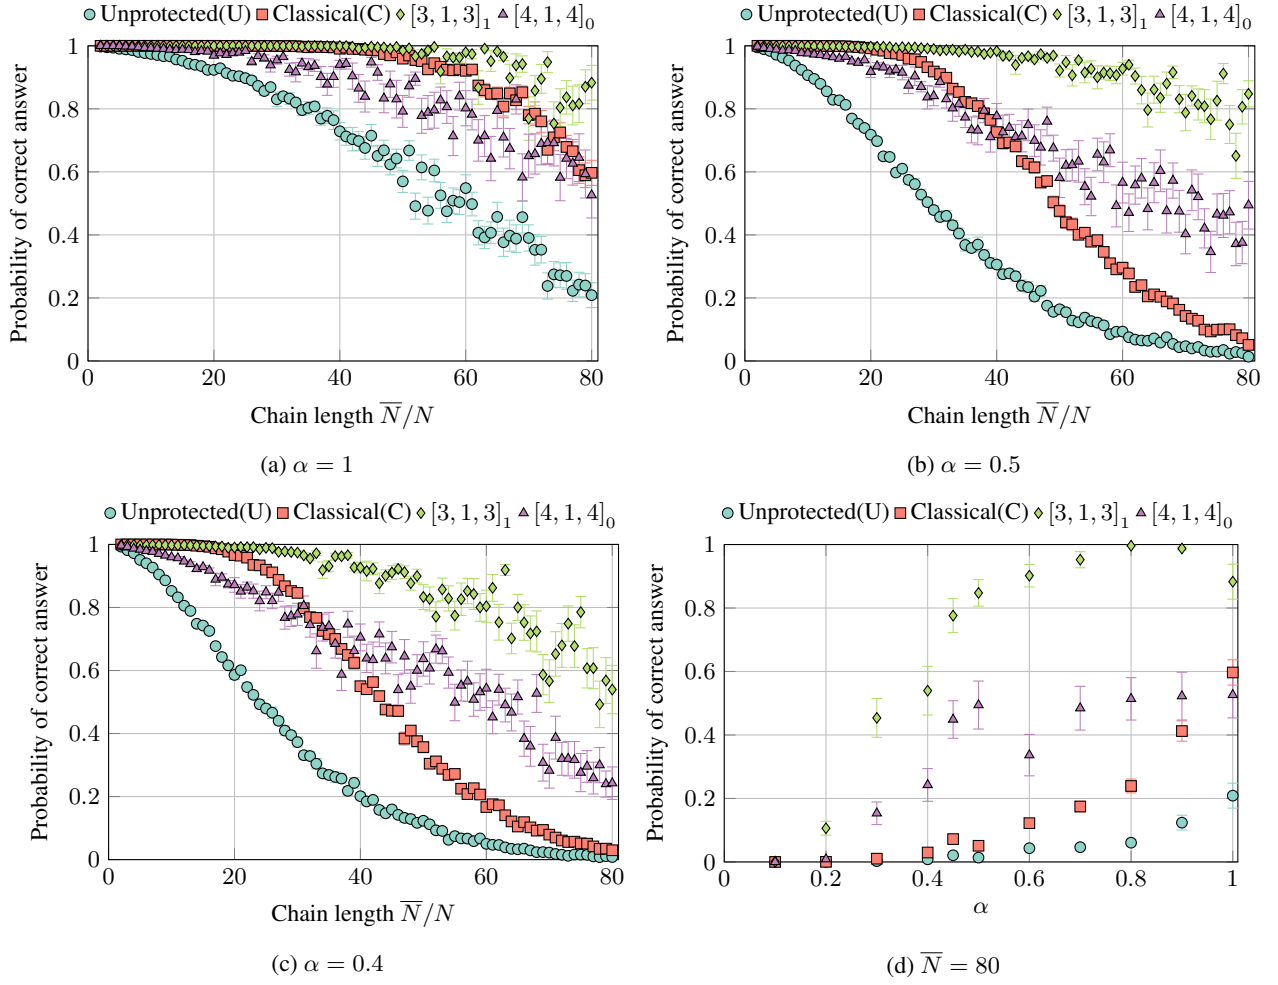 Unprotected(U) Classical(C) [3, 1, 3]₁ [4, 1, 4]₀
Probability of correct answer
1
0.8
0.6
0.4
0.2
0
0 20 40 60 80
Chain length N̅/N
(a) α = 1
Unprotected(U) Classical(C) [3, 1, 3]₁ [4, 1, 4]₀
Probability of correct answer
1
0.8
0.6
0.4
0.2
0
0 20 40 60 80
Chain length N̅/N
(b) α = 0.5
Unprotected(U) Classical(C) [3, 1, 3]₁ [4, 1, 4]₀
Probability of correct answer
1
0.8
0.6
0.4
0.2
0
0 20 40 60 80
Chain length N̅/N
(c) α = 0.4
Unprotected(U) Classical(C) [3, 1, 3]₁ [4, 1, 4]₀
Probability of correct answer
1
0.8
0.6
0.4
0.2
0
0 0.2 0.4 0.6 0.8 1
α
(d) N̅ = 80